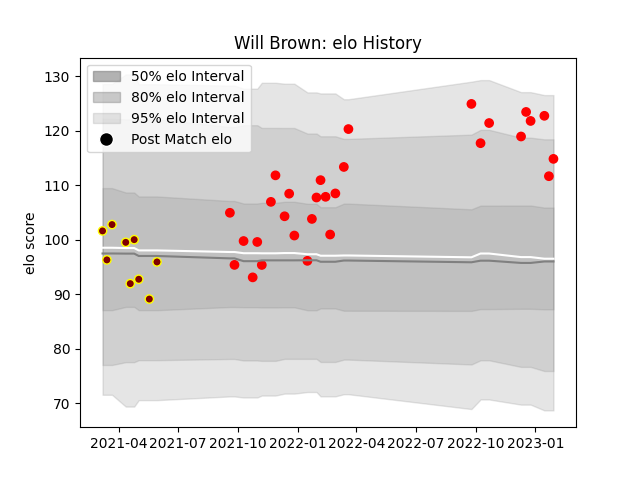 Will Brown: elo History
50% elo Interval
80% elo Interval
95% elo Interval
Post Match elo
elo score
130
120
110
100
90
80
70
2021-04 2021-07 2021-10 2022-01 2022-04 2022-07 2022-10 2023-01